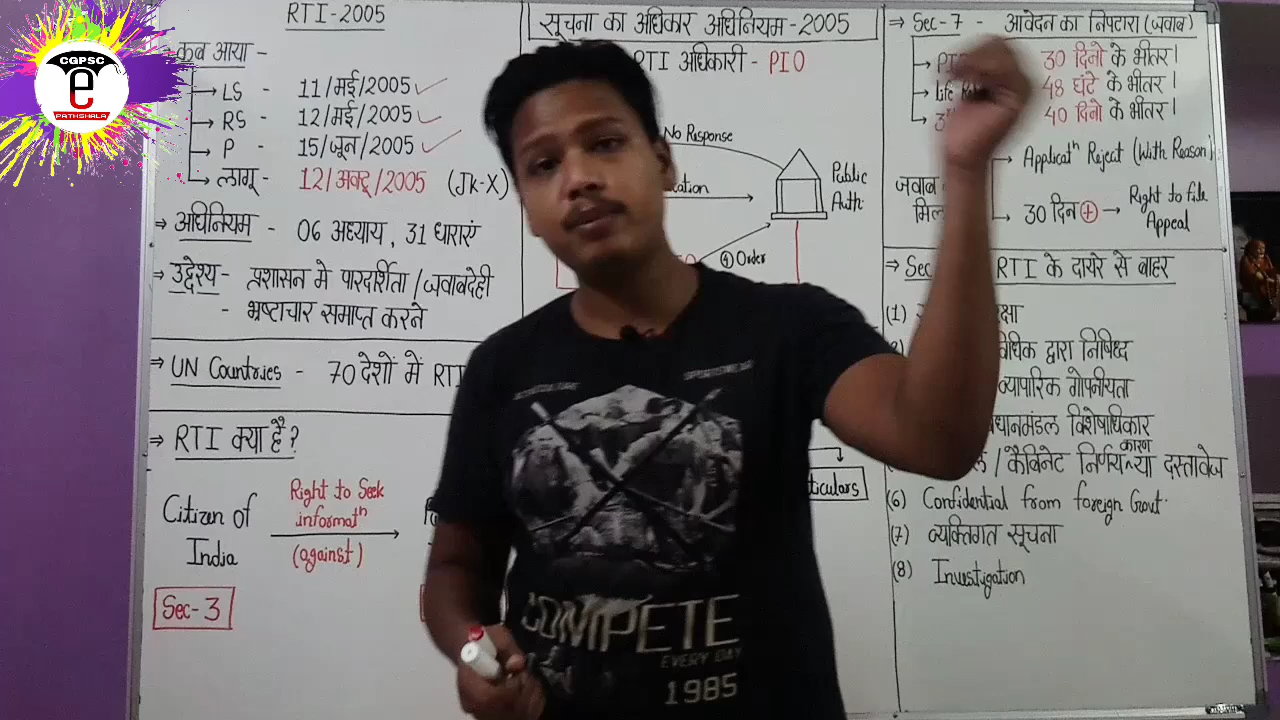 CGPSC
e
PATHSHALA
RTI-2005
⇒ कब आया -
LS - 11/मई/2005 ✓
RS - 12/मई/2005 ✓
P - 15/जून/2005 ✓
लागू - 12/अक्टू/2005 (JK-X)
⇒ अधिनियम - 06 अध्याय, 31 धाराएं
⇒ उद्देश्य - प्रशासन मे पारदर्शिता / जवाबदेही
- भ्रष्टाचार समाप्त करने
⇒ UN Countries - 70 देशों में RTI
⇒ RTI क्या है?
Citizen of
India
Right to Seek
informatn
(against)
Sec-3
सूचना का अधिकार अधिनियम-2005
RTI अधिकारी - PIO
No Response
Public
Auth:
④ Order
COMPETE
EVERY DAY
1985
⇒ Sec-7 - आवेदन का निपटारा (जवाब)
30 दिनो के भीतर।
48 घंटे के भीतर।
40 दिनो के भीतर।
जवाब
मिल
Applicatn Reject (With Reason)
30 दिन + → Right to file
Appeal
⇒ Sec RTI के दायरे से बाहर
(1)
द्वारा निषिध्द
व्यापारिक गोपनीयता
विशेषाधिकार
/ कैबिनेट निर्णय कारण या दस्तावेज
(6) Confidential from foreign Govt.
(7) व्यक्तिगत सूचना
(8) Investigation